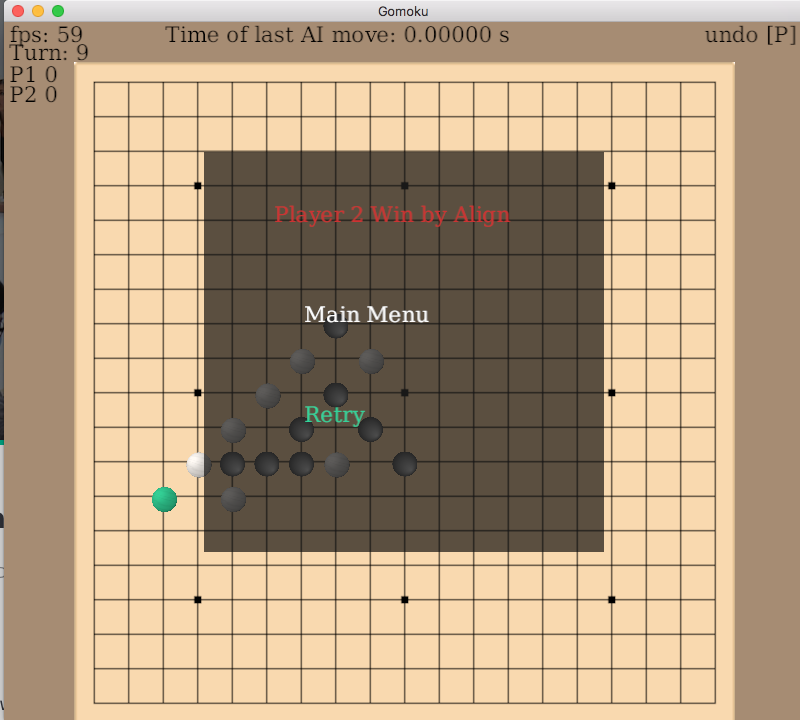 Gomoku
fps: 59
Time of last AI move: 0.00000 s
undo [P]
Turn: 9
P1 0
P2 0
Player 2 Win by Align
Main Menu
Retry